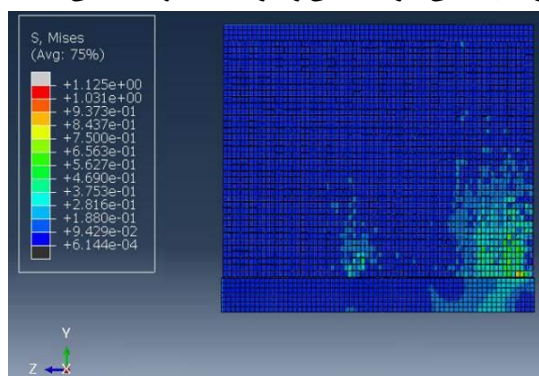 S, Mises
(Avg: 75%)
+1.125e+00
+1.031e+00
+9.373e-01
+8.437e-01
+7.500e-01
+6.563e-01
+5.627e-01
+4.690e-01
+3.753e-01
+2.816e-01
+1.880e-01
+9.429e-02
+6.144e-04
Y
Z
X